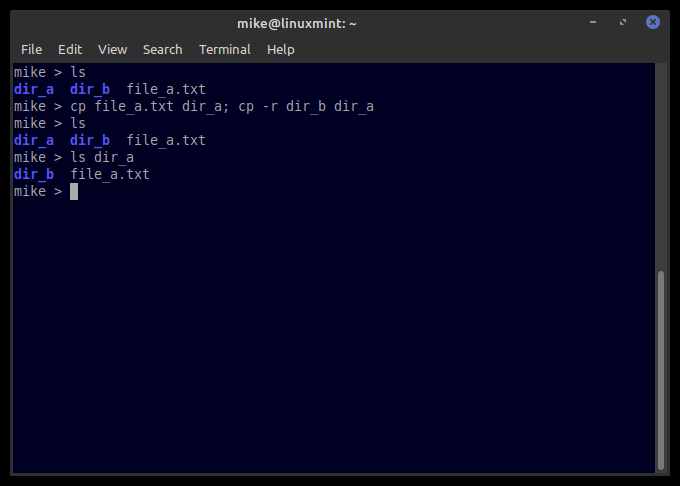 mike@linuxmint: ~
File Edit View Search Terminal Help
mike > ls
dir_a  dir_b  file_a.txt
mike > cp file_a.txt dir_a; cp -r dir_b dir_a
mike > ls
dir_a  dir_b  file_a.txt
mike > ls dir_a
dir_b  file_a.txt
mike >